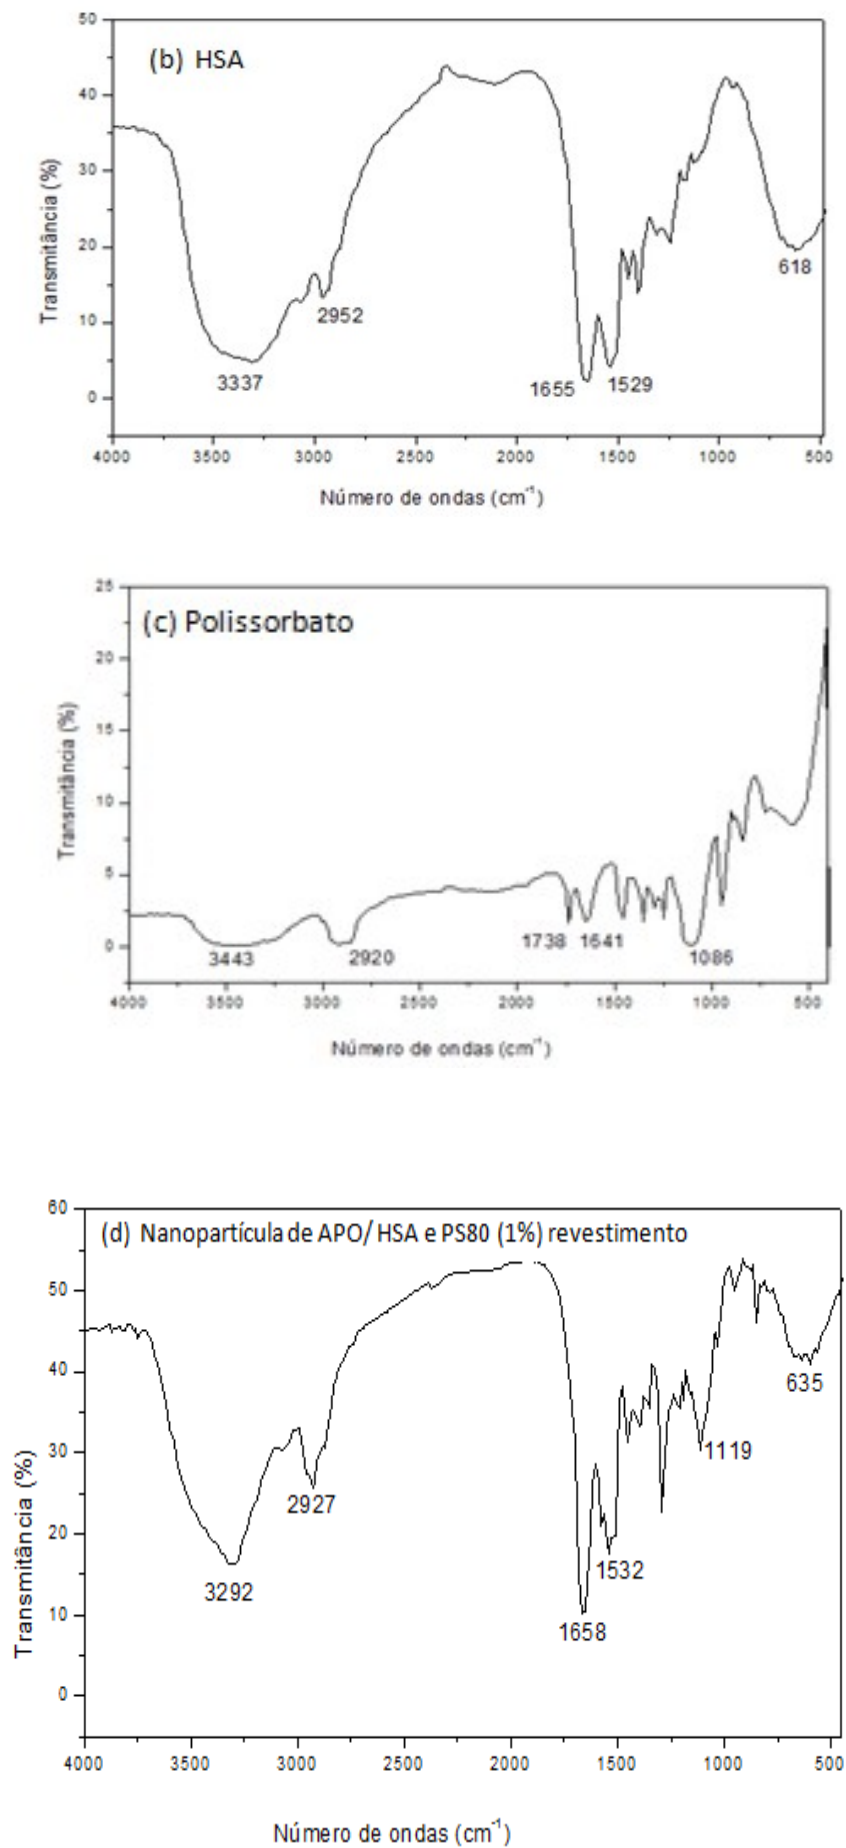 50
(b) HSA
40
30
20
10
0
Transmitância (%)
3337
2952
1655
1529
618
4000 3500 3000 2500 2000 1500 1000 500
Número de ondas (cm⁻¹)
25
(c) Polissorbato
20
15
10
5
0
Transmitância (%)
3443
2920
1738
1641
1086
4000 3500 3000 2500 2000 1500 1000 500
Número de ondas (cm⁻¹)
60
(d) Nanopartícula de APO/ HSA e PS80 (1%) revestimento
50
40
30
20
10
0
Transmitância (%)
3292
2927
1658
1532
1119
635
4000 3500 3000 2500 2000 1500 1000 500
Número de ondas (cm⁻¹)